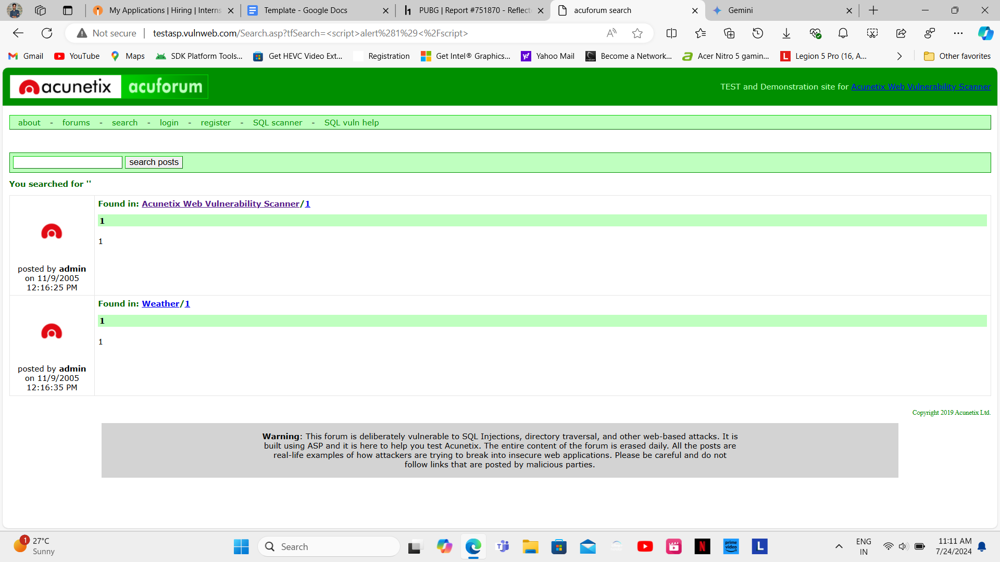 My Applications | Hiring | Interns
Template - Google Docs
PUBG | Report #751870 - Reflect
acuforum search
Gemini
Not secure
testasp.vulnweb.com/Search.asp?tfSearch=<script>alert%281%29<%2Fscript>
Gmail
YouTube
Maps
SDK Platform Tools...
Get HEVC Video Ext...
Registration
Get Intel® Graphics...
Yahoo Mail
Become a Network...
Acer Nitro 5 gamin...
Legion 5 Pro (16, A...
Other favorites
acunetix acuforum
TEST and Demonstration site for Acunetix Web Vulnerability Scanner
about - forums - search - login - register - SQL scanner - SQL vuln help
search posts
You searched for ''
Found in: Acunetix Web Vulnerability Scanner/1
1
1
posted by admin
on 11/9/2005
12:16:25 PM
Found in: Weather/1
1
1
posted by admin
on 11/9/2005
12:16:35 PM
Copyright 2019 Acunetix Ltd.
Warning: This forum is deliberately vulnerable to SQL Injections, directory traversal, and other web-based attacks. It is
built using ASP and it is here to help you test Acunetix. The entire content of the forum is erased daily. All the posts are
real-life examples of how attackers are trying to break into insecure web applications. Please be careful and do not
follow links that are posted by malicious parties.
1
27°C
Sunny
Search
prime
video
N
L
ENG
IN
11:11 AM
7/24/2024